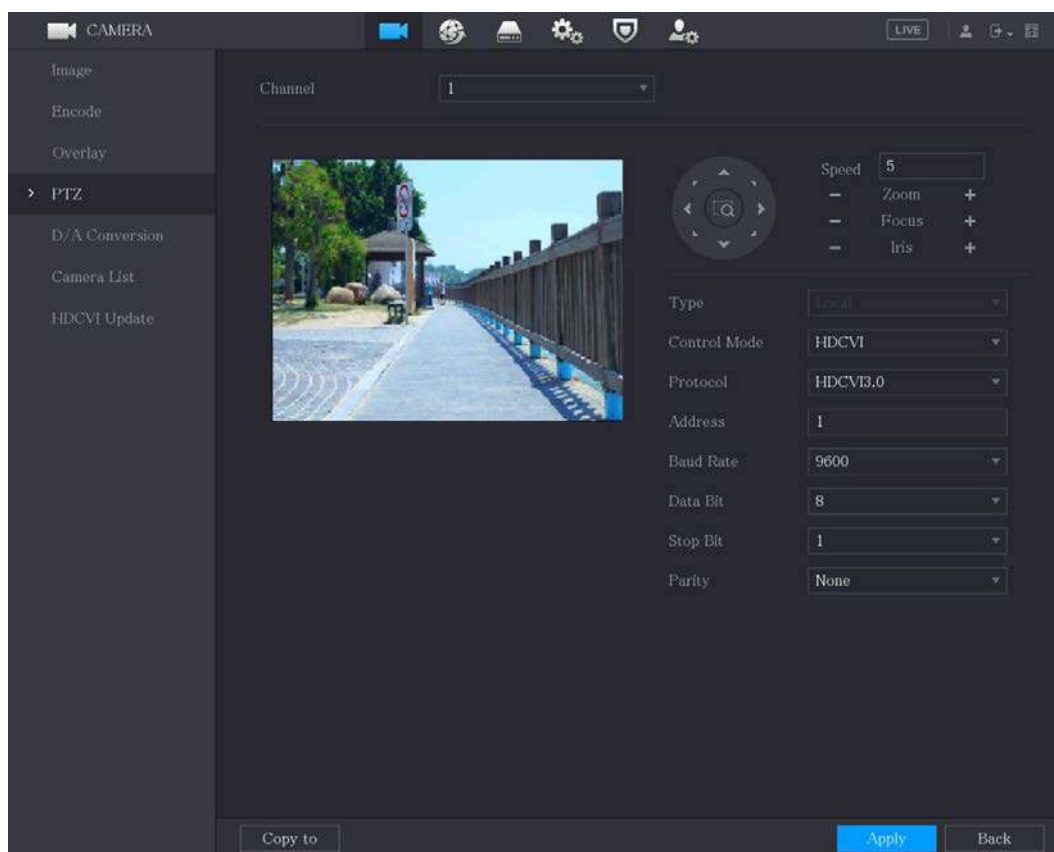 CAMERA
LIVE
Image
Encode
Overlay
PTZ
D/A Conversion
Camera List
HDCVI Update
Channel 1
Speed 5
Zoom
Focus
Iris
Type Local
Control Mode HDCVI
Protocol HDCVI3.0
Address 1
Baud Rate 9600
Data Bit 8
Stop Bit 1
Parity None
Copy to Apply Back